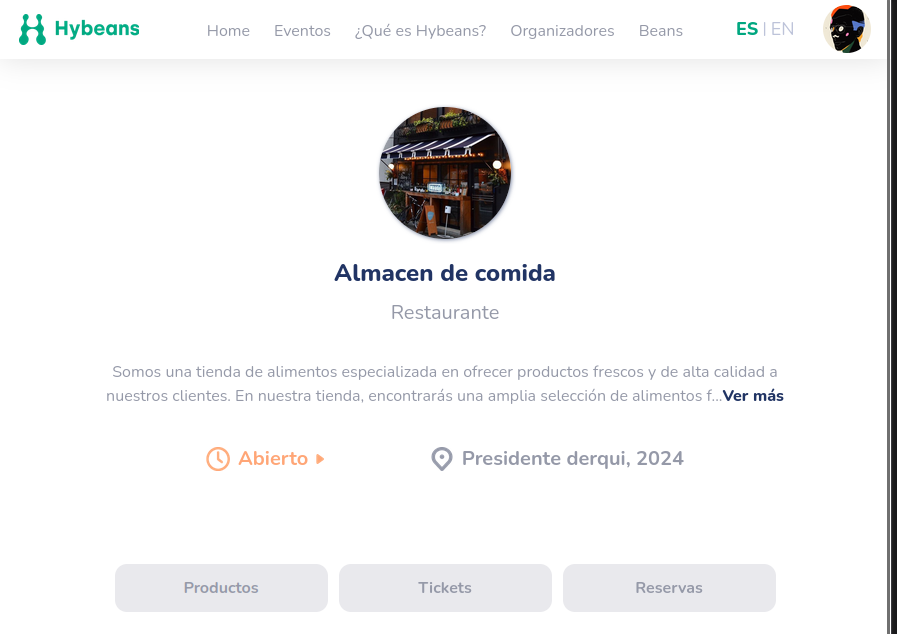 Hybeans
Home
Eventos
¿Qué es Hybeans?
Organizadores
Beans
ES | EN
Almacen de comida
Restaurante
Somos una tienda de alimentos especializada en ofrecer productos frescos y de alta calidad a
nuestros clientes. En nuestra tienda, encontrarás una amplia selección de alimentos f...Ver más
Abierto
Presidente derqui, 2024
Productos
Tickets
Reservas